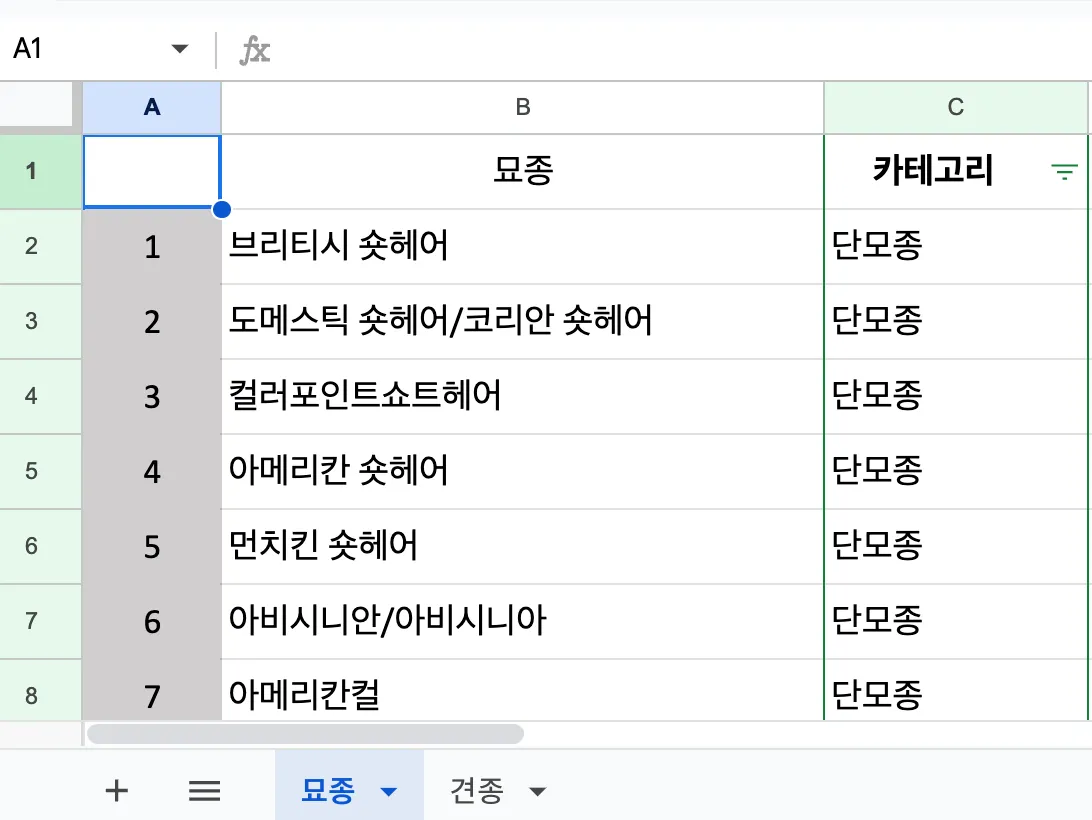 A1 fx
A B C
1 묘종 카테고리
2 1 브리티시 숏헤어 단모종
3 2 도메스틱 숏헤어/코리안 숏헤어 단모종
4 3 컬러포인트쇼트헤어 단모종
5 4 아메리칸 숏헤어 단모종
6 5 먼치킨 숏헤어 단모종
7 6 아비시니안/아비시니아 단모종
8 7 아메리칸컬 단모종
묘종 견종